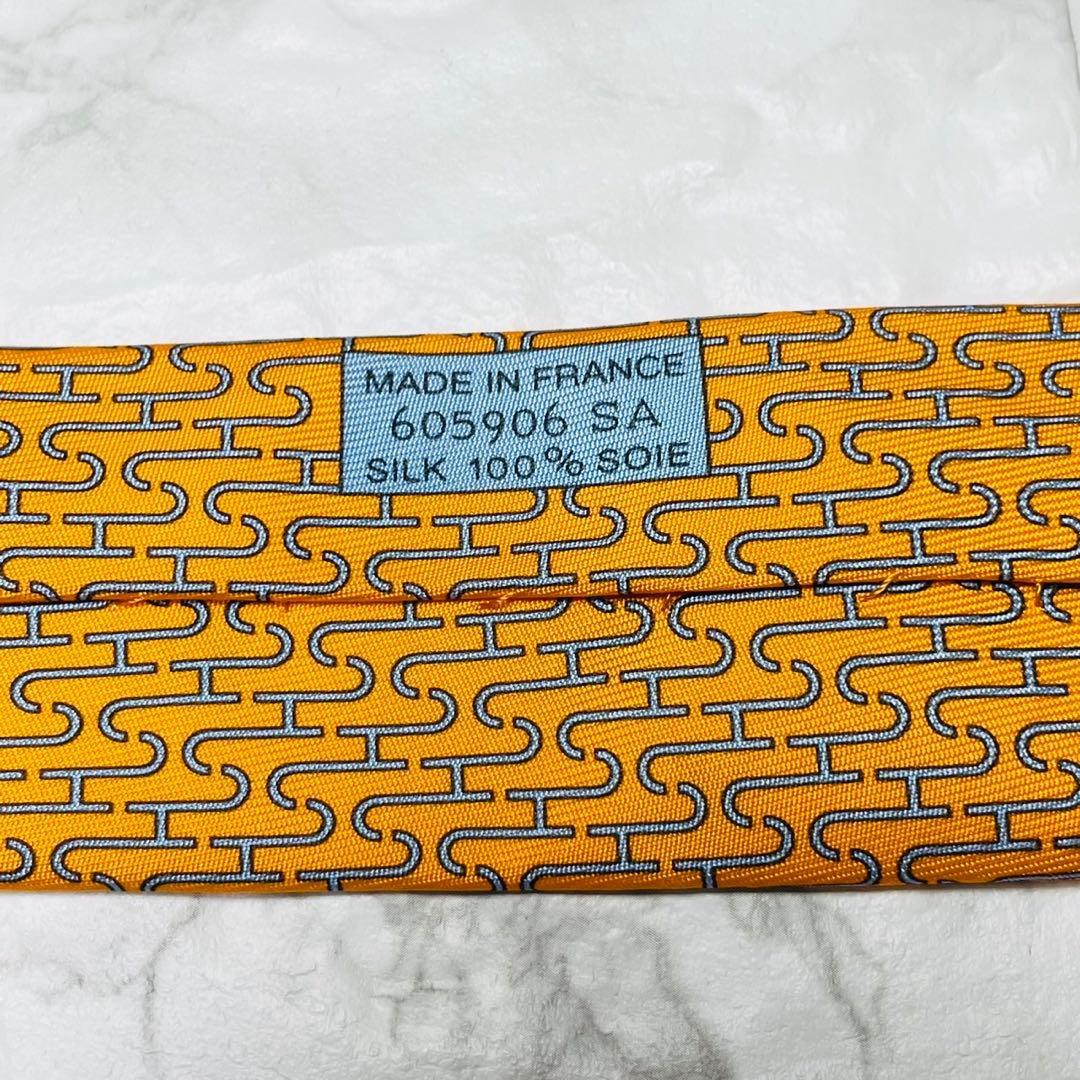 MADE IN FRANCE
605906 SA
SILK 100% SOIE